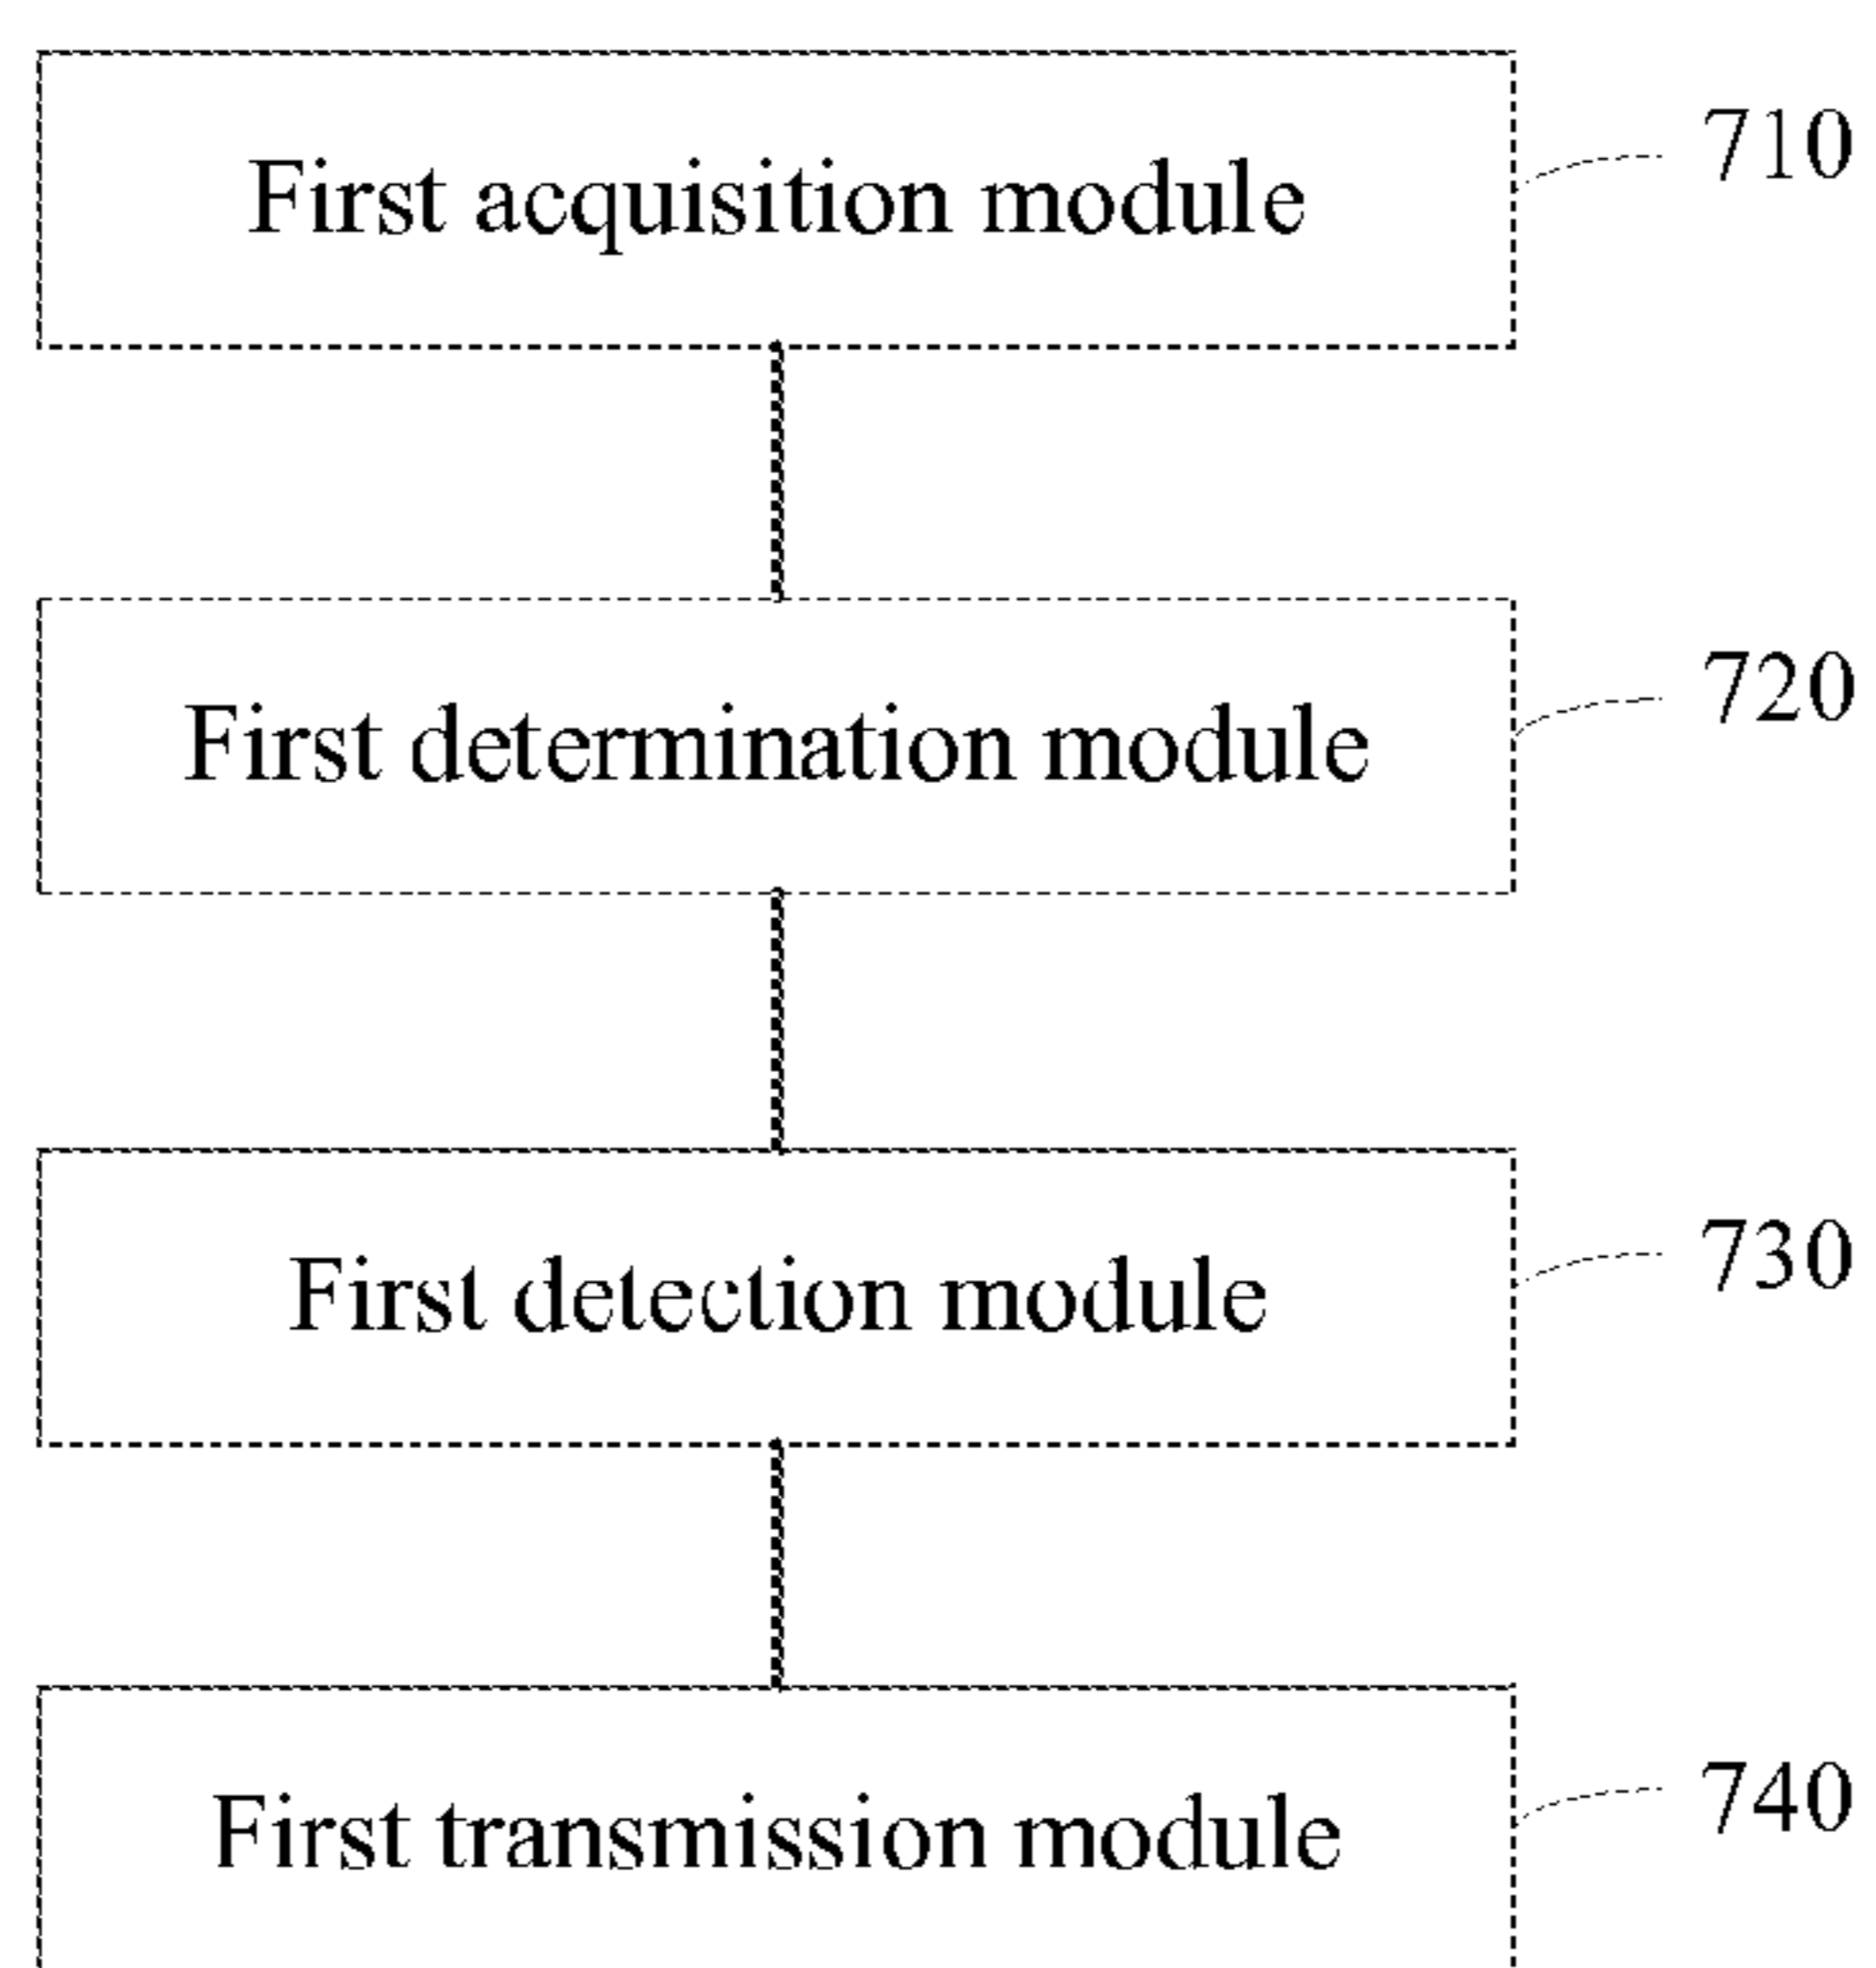 First acquisition module
710
First determination module
720
First detection module
730
First transmission module
740